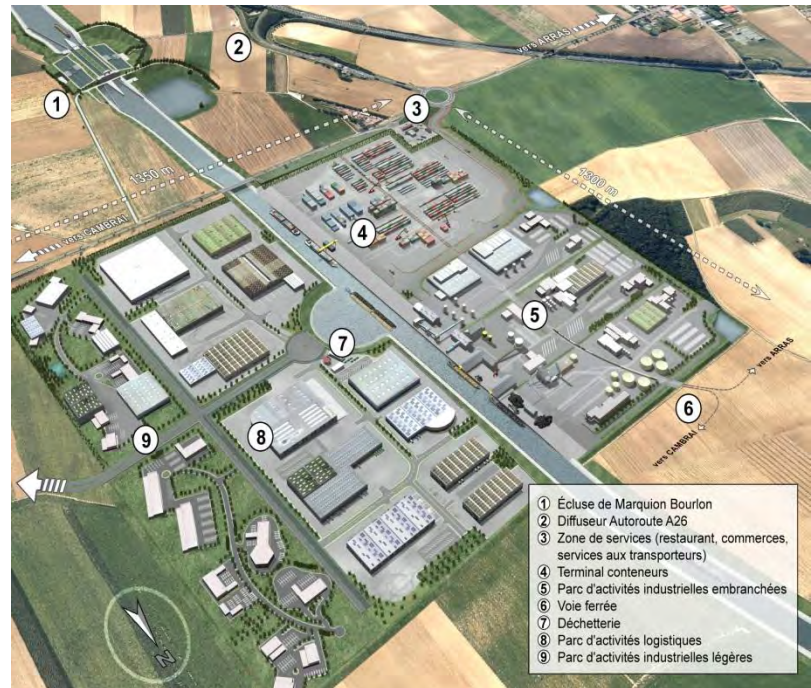 vers ARRAS
2
1
3
1350 m
1300 m
vers CAMBRAI
4
5
7
vers ARRAS
6
vers CAMBRAI
8
9
N
1 Écluse de Marquion Bourlon
2 Diffuseur Autoroute A26
3 Zone de services (restaurant, commerces,
services aux transporteurs)
4 Terminal conteneurs
5 Parc d'activités industrielles embranchées
6 Voie ferrée
7 Déchetterie
8 Parc d'activités logistiques
9 Parc d'activités industrielles légères